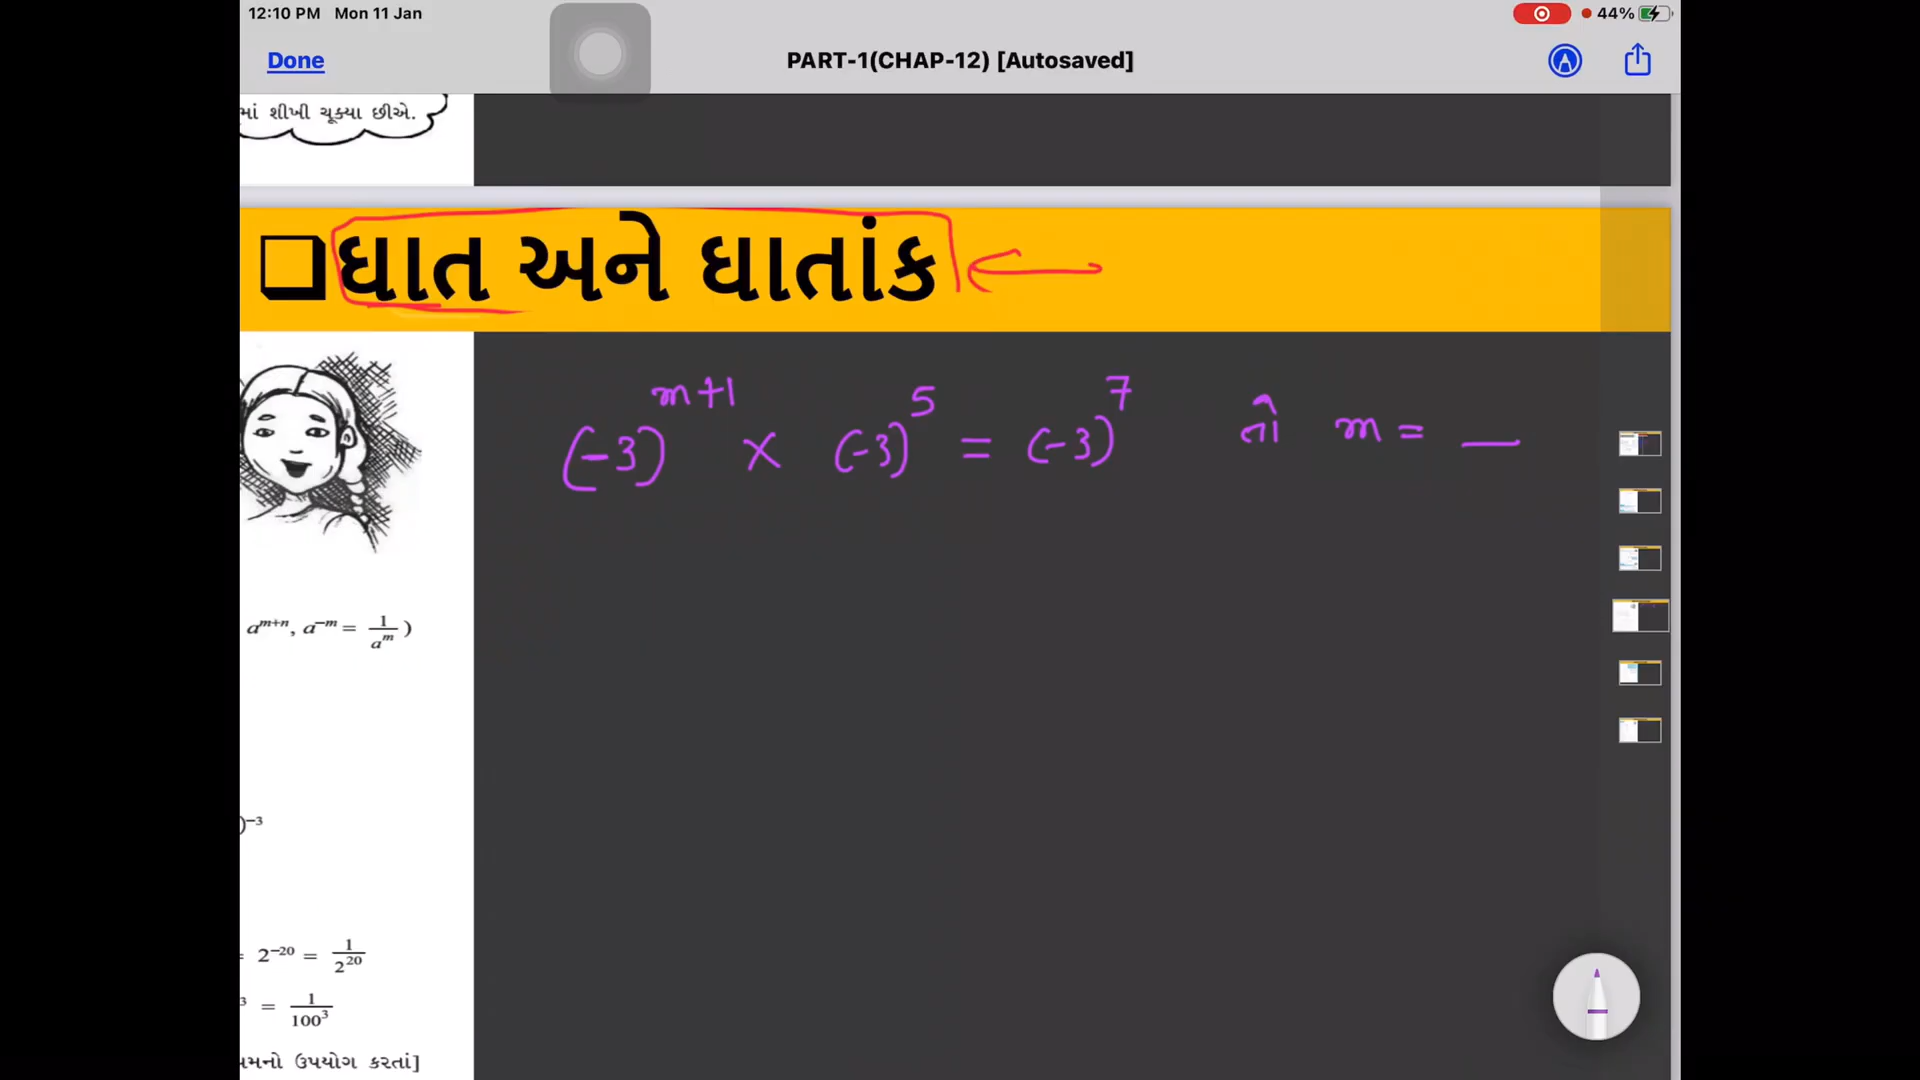 12:10 PM Mon 11 Jan
44%
Done
PART-1(CHAP-12) [Autosaved]
માં શીખી ચૂક્યા છીએ.
ઘાત અને ઘાતાંક
(-3)^{m+1} × (-3)^5 = (-3)^7 તો m = __
a^{m+n}, a^{-m} = 1/a^m )
)^{-3}
= 2^{-20} = 1/2^{20}
^3 = 1/100^3
ઉપયોગ કરતાં]